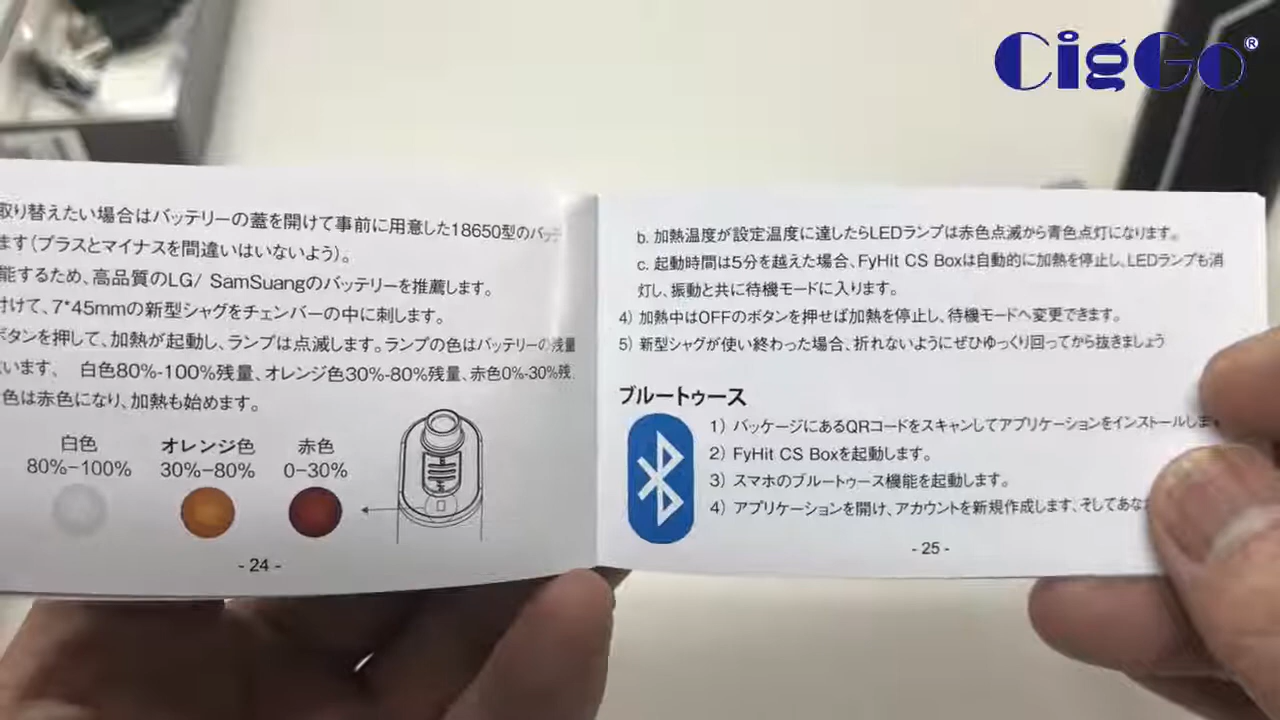 CigGo®
取り替えたい場合はバッテリーの蓋を開けて事前に用意した18650型のバッテ
ます(プラスとマイナスを間違いはいないよう)。
能するため、高品質のLG/ SamSuangのバッテリーを推薦します。
付けて、7*45mmの新型シャグをチェンバーの中に刺します。
ボタンを押して、加熱が起動し、ランプは点滅します。ランプの色はバッテリーの残量
います。 白色80%-100%残量、オレンジ色30%-80%残量、赤色0%-30%残
色は赤色になり、加熱も始めます。
白色 オレンジ色 赤色
80%-100% 30%-80% 0-30%
- 24 -
b. 加熱温度が設定温度に達したらLEDランプは赤色点滅から青色点灯になります。
c. 起動時間は5分を越えた場合、FyHit CS Boxは自動的に加熱を停止し、LEDランプも消
灯し、振動と共に待機モードに入ります。
4) 加熱中はOFFのボタンを押せば加熱を停止し、待機モードへ変更できます。
5) 新型シャグが使い終わった場合、折れないようにぜひゆっくり回ってから抜きましょう
ブルートゥース
1) パッケージにあるQRコードをスキャンしてアプリケーションをインストールしま
2) FyHit CS Boxを起動します。
3) スマホのブルートゥース機能を起動します。
4) アプリケーションを開け、アカウントを新規作成します、そしてあな
- 25 -